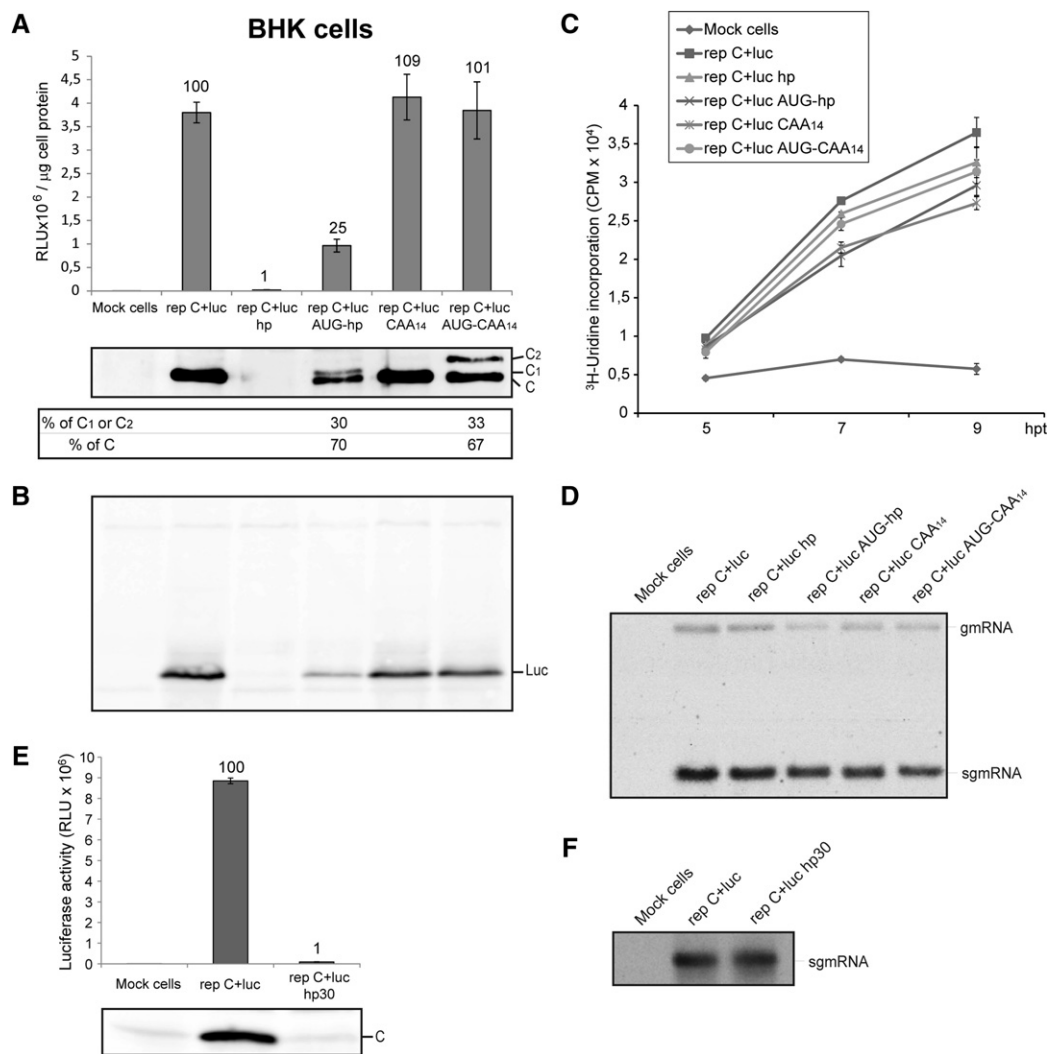 A
BHK cells
RLUx10⁶ / µg cell protein
5
4,5
4
3,5
3
2,5
2
1,5
1
0,5
0
100
1
25
109
101
Mock cells
rep C+luc
rep C+luc hp
rep C+luc AUG-hp
rep C+luc CAA₁₄
rep C+luc AUG-CAA₁₄
C₂
C₁
C
% of C₁ or C₂ 30 33
% of C 70 67
B
Luc
C
Mock cells
rep C+luc
rep C+luc hp
rep C+luc AUG-hp
rep C+luc CAA₁₄
rep C+luc AUG-CAA₁₄
³H-Uridine incorporation (CPM x 10⁴)
4
3,5
3
2,5
2
1,5
1
0,5
0
5 7 9 hpt
D
Mock cells
rep C+luc
rep C+luc hp
rep C+luc AUG-hp
rep C+luc CAA₁₄
rep C+luc AUG-CAA₁₄
gmRNA
sgmRNA
E
Luciferase activity (RLU x 10⁶)
10
9
8
7
6
5
4
3
2
1
0
100
1
Mock cells
rep C+luc
rep C+luc hp30
C
F
Mock cells
rep C+luc
rep C+luc hp30
sgmRNA